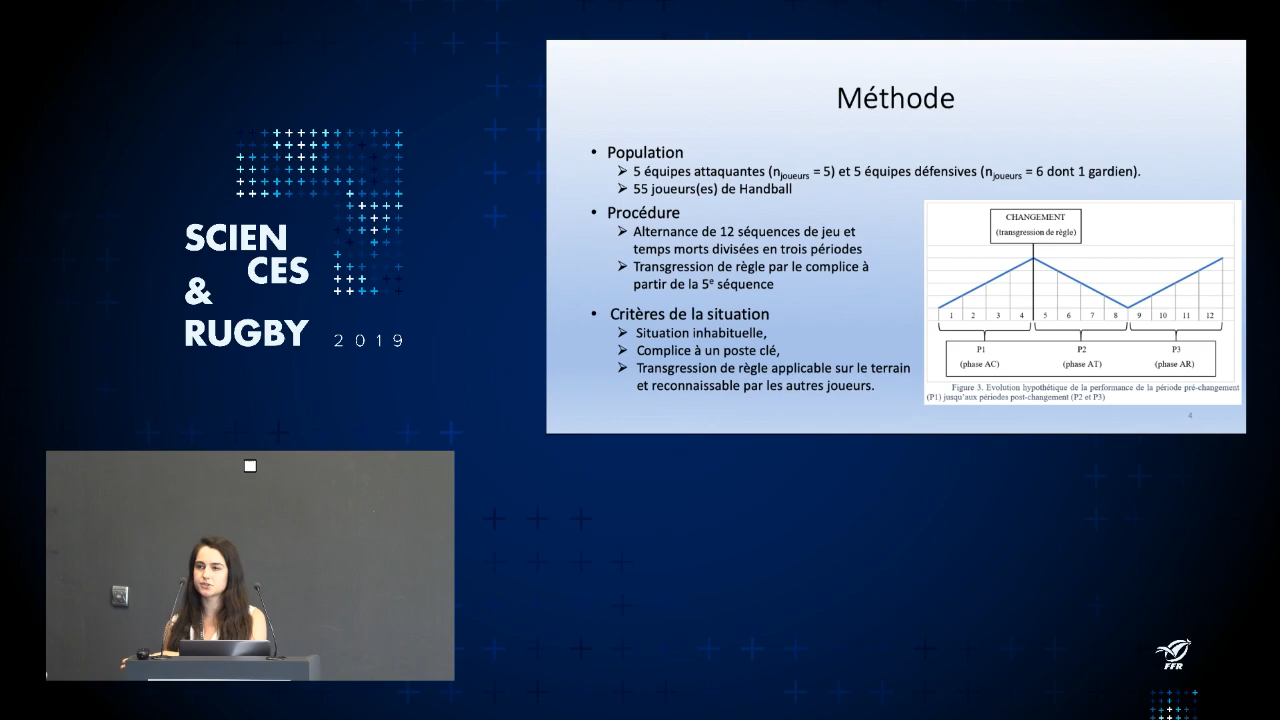 SCIEN
CES
&
RUGBY 2019
Méthode
• Population
➢ 5 équipes attaquantes (njoueurs = 5) et 5 équipes défensives (njoueurs = 6 dont 1 gardien).
➢ 55 joueurs(es) de Handball
• Procédure
➢ Alternance de 12 séquences de jeu et
temps morts divisées en trois périodes
➢ Transgression de règle par le complice à
partir de la 5e séquence
• Critères de la situation
➢ Situation inhabituelle,
➢ Complice à un poste clé,
➢ Transgression de règle applicable sur le terrain
et reconnaissable par les autres joueurs.
CHANGEMENT
(transgression de règle)
1 2 3 4 5 6 7 8 9 10 11 12
P1 P2 P3
(phase AC) (phase AT) (phase AR)
Figure 3. Evolution hypothétique de la performance de la période pré-changement
(P1) jusqu’aux périodes post-changement (P2 et P3)
4
FFR